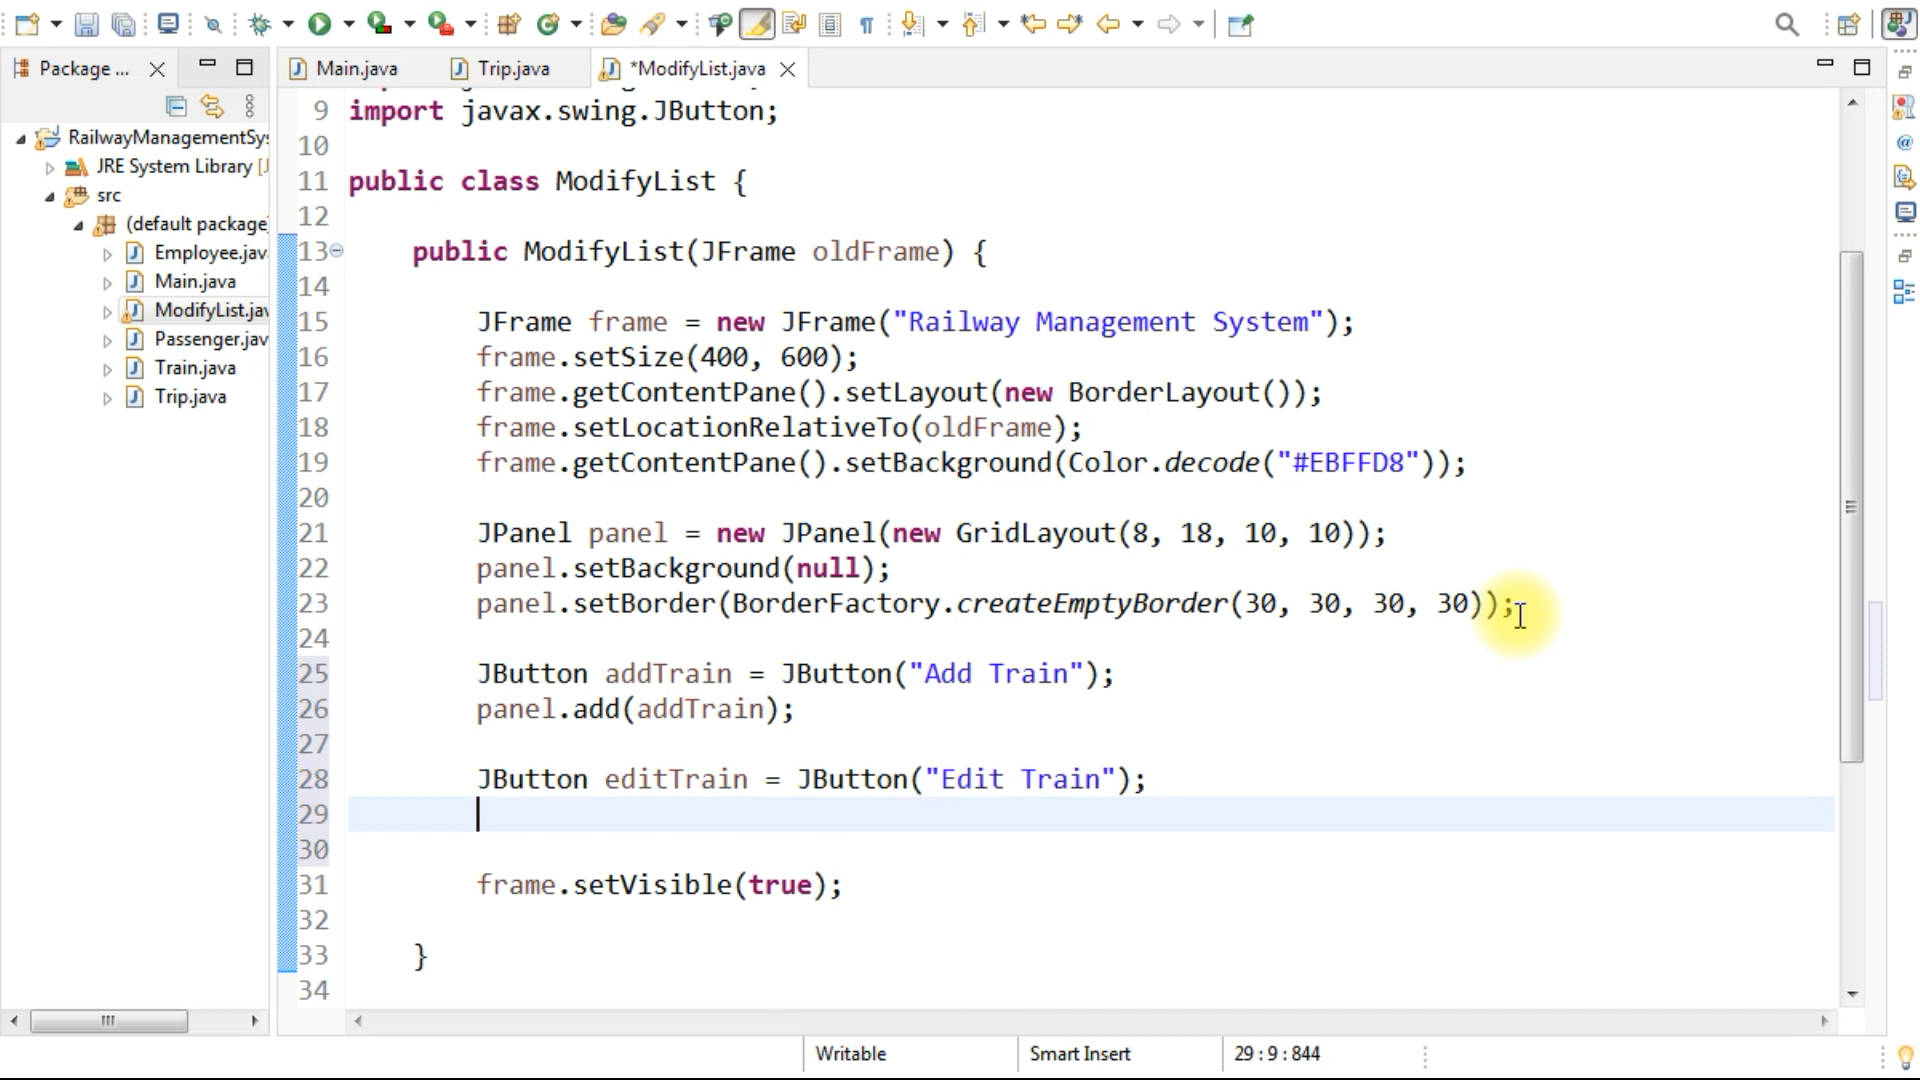 Package ...
Main.java
Trip.java
*ModifyList.java
RailwayManagementSys
JRE System Library [J
src
(default package)
Employee.jav
Main.java
ModifyList.jav
Passenger.jav
Train.java
Trip.java
9 import javax.swing.JButton;
10
11 public class ModifyList {
12
13 public ModifyList(JFrame oldFrame) {
14
15 JFrame frame = new JFrame("Railway Management System");
16 frame.setSize(400, 600);
17 frame.getContentPane().setLayout(new BorderLayout());
18 frame.setLocationRelativeTo(oldFrame);
19 frame.getContentPane().setBackground(Color.decode("#EBFFD8"));
20
21 JPanel panel = new JPanel(new GridLayout(8, 18, 10, 10));
22 panel.setBackground(null);
23 panel.setBorder(BorderFactory.createEmptyBorder(30, 30, 30, 30));
24
25 JButton addTrain = JButton("Add Train");
26 panel.add(addTrain);
27
28 JButton editTrain = JButton("Edit Train");
29
30
31 frame.setVisible(true);
32
33 }
34
Writable
Smart Insert
29 : 9 : 844